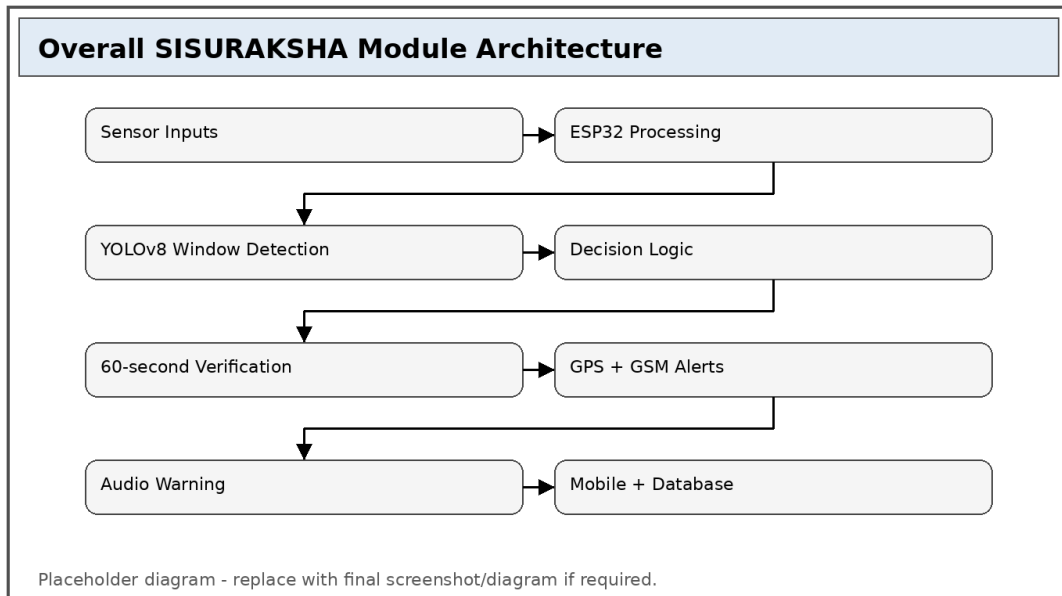 Overall SISURAKSHA Module Architecture
Sensor Inputs
ESP32 Processing
YOLOv8 Window Detection
Decision Logic
60-second Verification
GPS + GSM Alerts
Audio Warning
Mobile + Database
Placeholder diagram - replace with final screenshot/diagram if required.